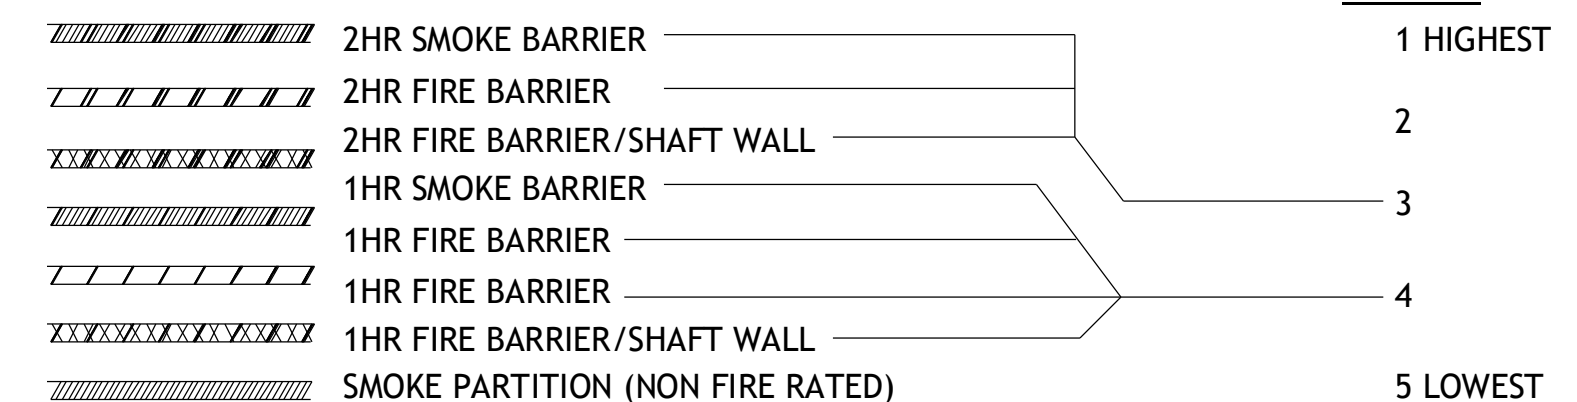 2HR SMOKE BARRIER
1 HIGHEST
2HR FIRE BARRIER
2
2HR FIRE BARRIER/SHAFT WALL
1HR SMOKE BARRIER
3
1HR FIRE BARRIER
1HR FIRE BARRIER
4
1HR FIRE BARRIER/SHAFT WALL
SMOKE PARTITION (NON FIRE RATED)
5 LOWEST